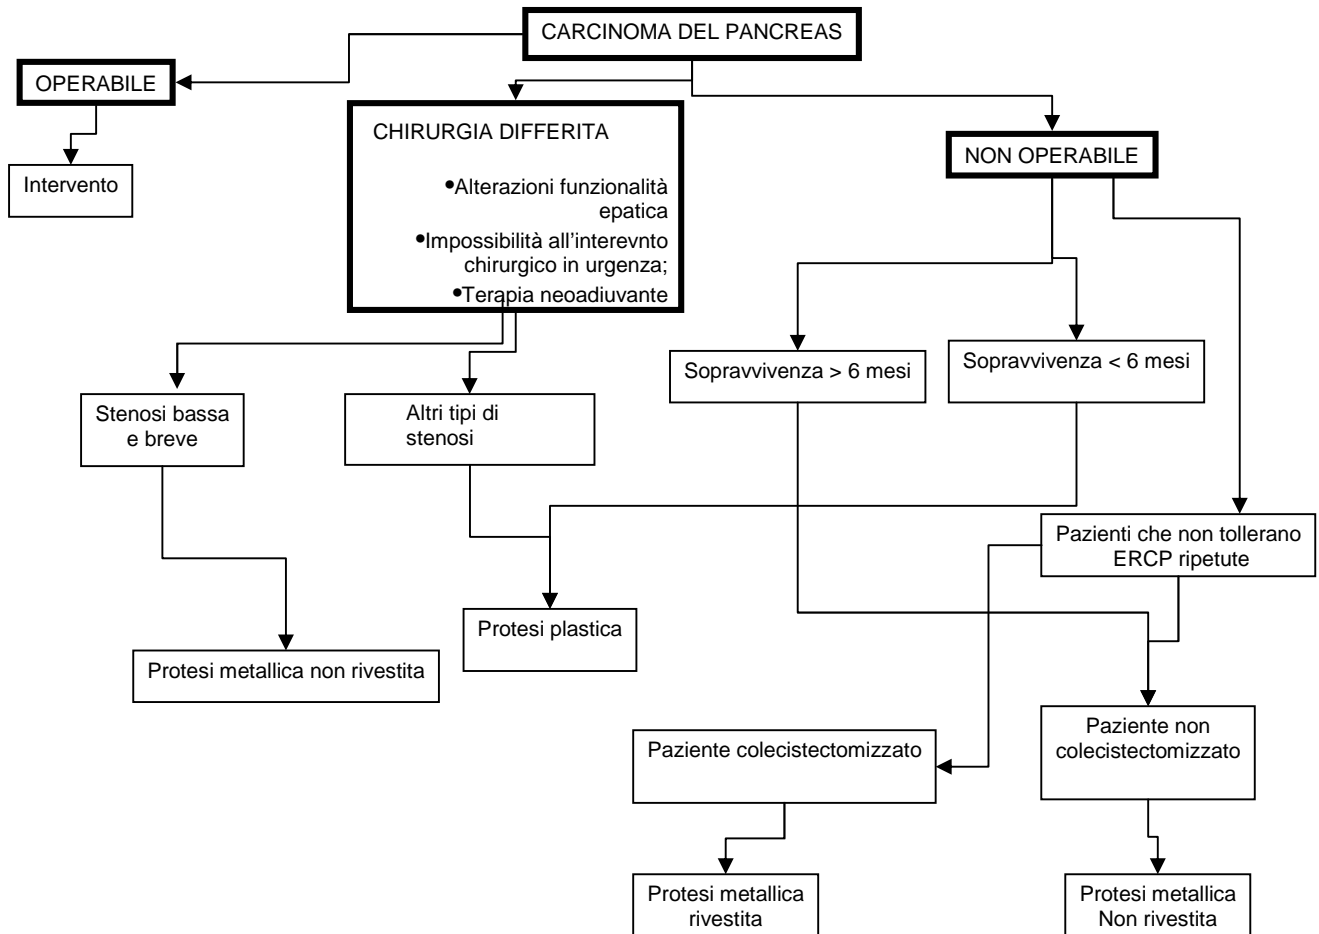 CARCINOMA DEL PANCREAS
OPERABILE
Intervento
CHIRURGIA DIFFERITA
•Alterazioni funzionalità
epatica
•Impossibilità all'interevnto
chirurgico in urgenza;
•Terapia neoadiuvante
NON OPERABILE
Sopravvivenza > 6 mesi
Sopravvivenza < 6 mesi
Stenosi bassa
e breve
Altri tipi di
stenosi
Pazienti che non tollerano
ERCP ripetute
Protesi plastica
Protesi metallica non rivestita
Paziente colecistectomizzato
Paziente non
colecistectomizzato
Protesi metallica
rivestita
Protesi metallica
Non rivestita